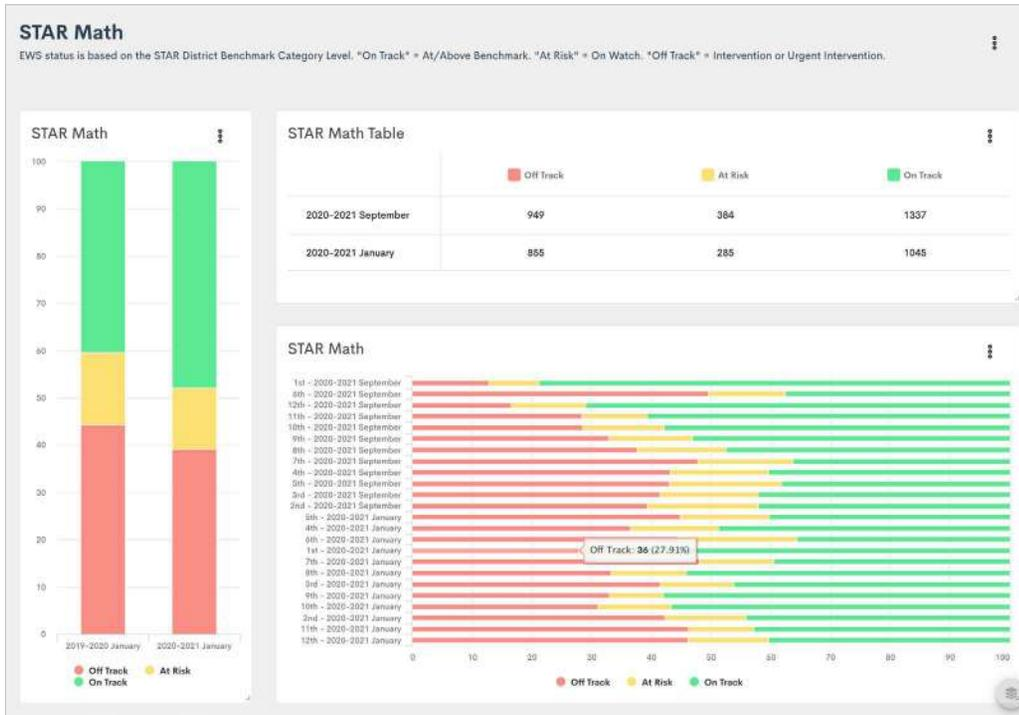 STAR Math
EWS status is based on the STAR District Benchmark Category Level. "On Track" = At/Above Benchmark. "At Risk" = On Watch. "Off Track" = Intervention or Urgent Intervention.
STAR Math
100
90
80
70
60
50
40
30
20
10
0
2019-2020 January 2020-2021 January
Off Track At Risk
On Track
STAR Math Table
Off Track At Risk On Track
2020-2021 September 949 384 1337
2020-2021 January 855 285 1045
STAR Math
1st - 2020-2021 September
6th - 2020-2021 September
12th - 2020-2021 September
11th - 2020-2021 September
10th - 2020-2021 September
9th - 2020-2021 September
8th - 2020-2021 September
7th - 2020-2021 September
4th - 2020-2021 September
5th - 2020-2021 September
3rd - 2020-2021 September
2nd - 2020-2021 September
5th - 2020-2021 January
4th - 2020-2021 January
6th - 2020-2021 January
1st - 2020-2021 January
Off Track: 36 (27.91%)
7th - 2020-2021 January
8th - 2020-2021 January
3rd - 2020-2021 January
9th - 2020-2021 January
10th - 2020-2021 January
2nd - 2020-2021 January
11th - 2020-2021 January
12th - 2020-2021 January
0 10 20 30 40 50 60 70 80 90 100
Off Track At Risk On Track